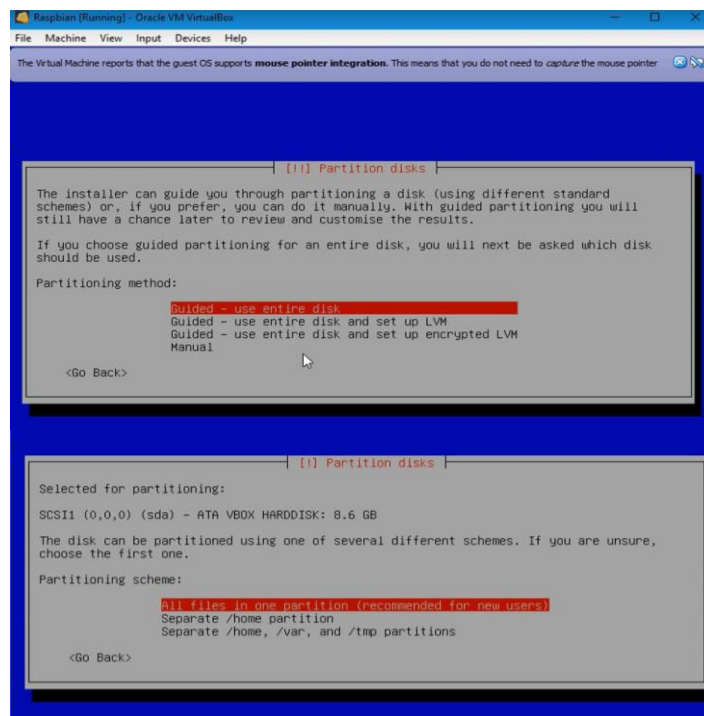 Raspbian [Running] - Oracle VM VirtualBox
File Machine View Input Devices Help
The Virtual Machine reports that the guest OS supports mouse pointer integration. This means that you do not need to capture the mouse pointer
[!!] Partition disks
The installer can guide you through partitioning a disk (using different standard
schemes) or, if you prefer, you can do it manually. With guided partitioning you will
still have a chance later to review and customise the results.
If you choose guided partitioning for an entire disk, you will next be asked which disk
should be used.
Partitioning method:
Guided – use entire disk
Guided – use entire disk and set up LVM
Guided – use entire disk and set up encrypted LVM
Manual
<Go Back>
[!] Partition disks
Selected for partitioning:
SCSI1 (0,0,0) (sda) – ATA VBOX HARDDISK: 8.6 GB
The disk can be partitioned using one of several different schemes. If you are unsure,
choose the first one.
Partitioning scheme:
All files in one partition (recommended for new users)
Separate /home partition
Separate /home, /var, and /tmp partitions
<Go Back>